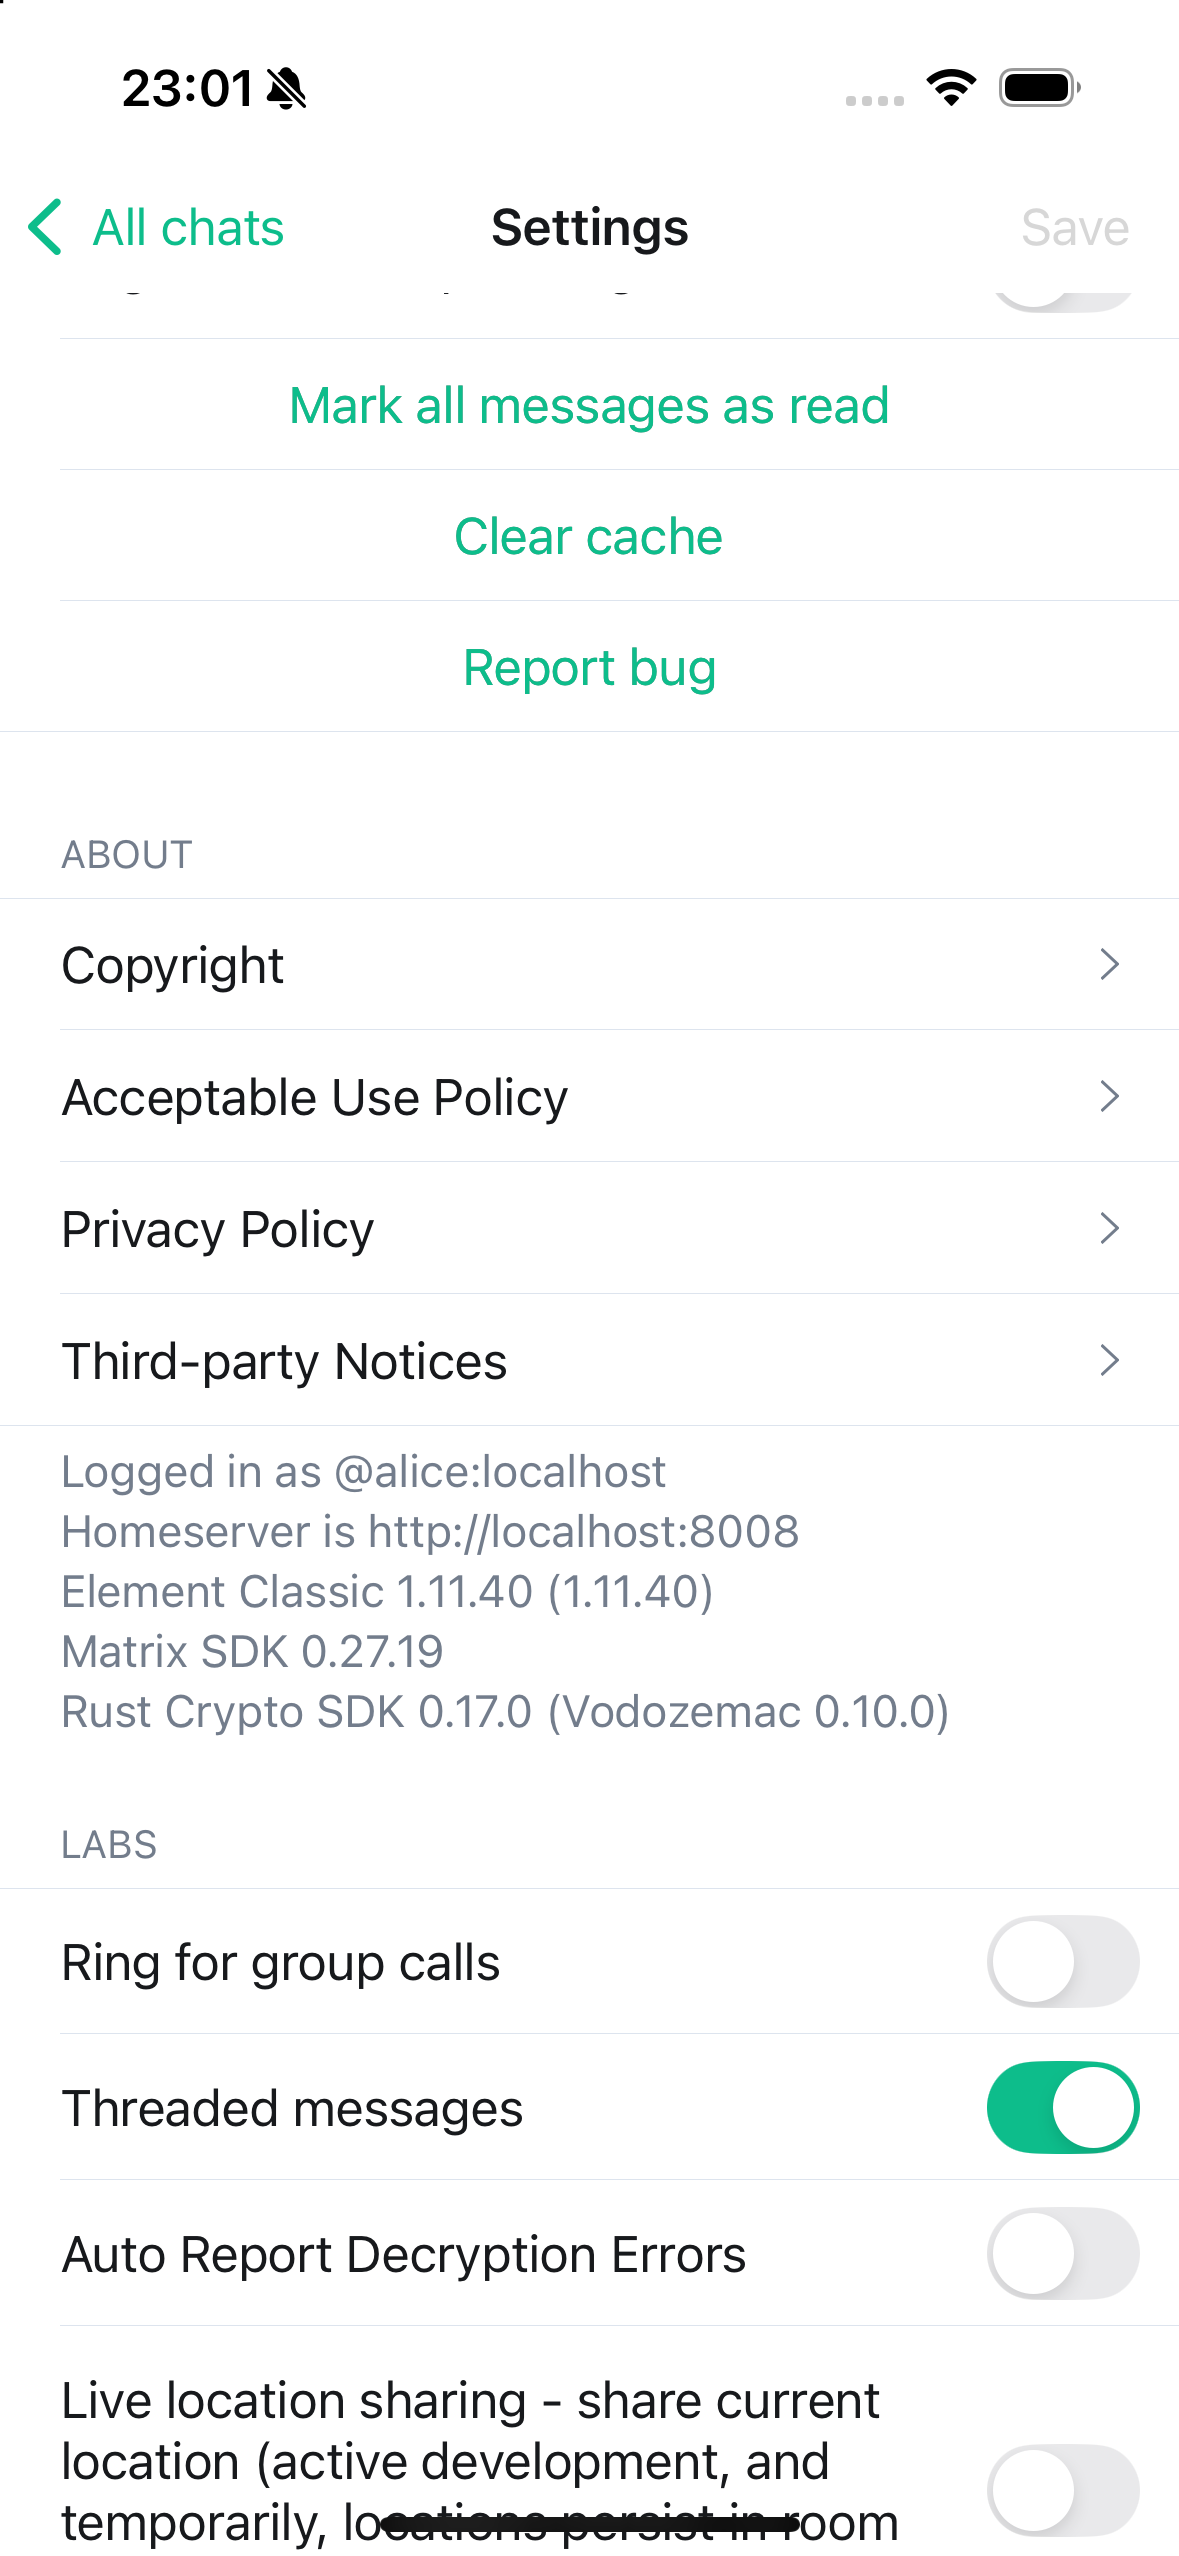 23:01
All chats
Settings
Save
Mark all messages as read
Clear cache
Report bug
ABOUT
Copyright
Acceptable Use Policy
Privacy Policy
Third-party Notices
Logged in as @alice:localhost
Homeserver is http://localhost:8008
Element Classic 1.11.40 (1.11.40)
Matrix SDK 0.27.19
Rust Crypto SDK 0.17.0 (Vodozemac 0.10.0)
LABS
Ring for group calls
Threaded messages
Auto Report Decryption Errors
Live location sharing - share current
location (active development, and
temporarily, locations persist in room